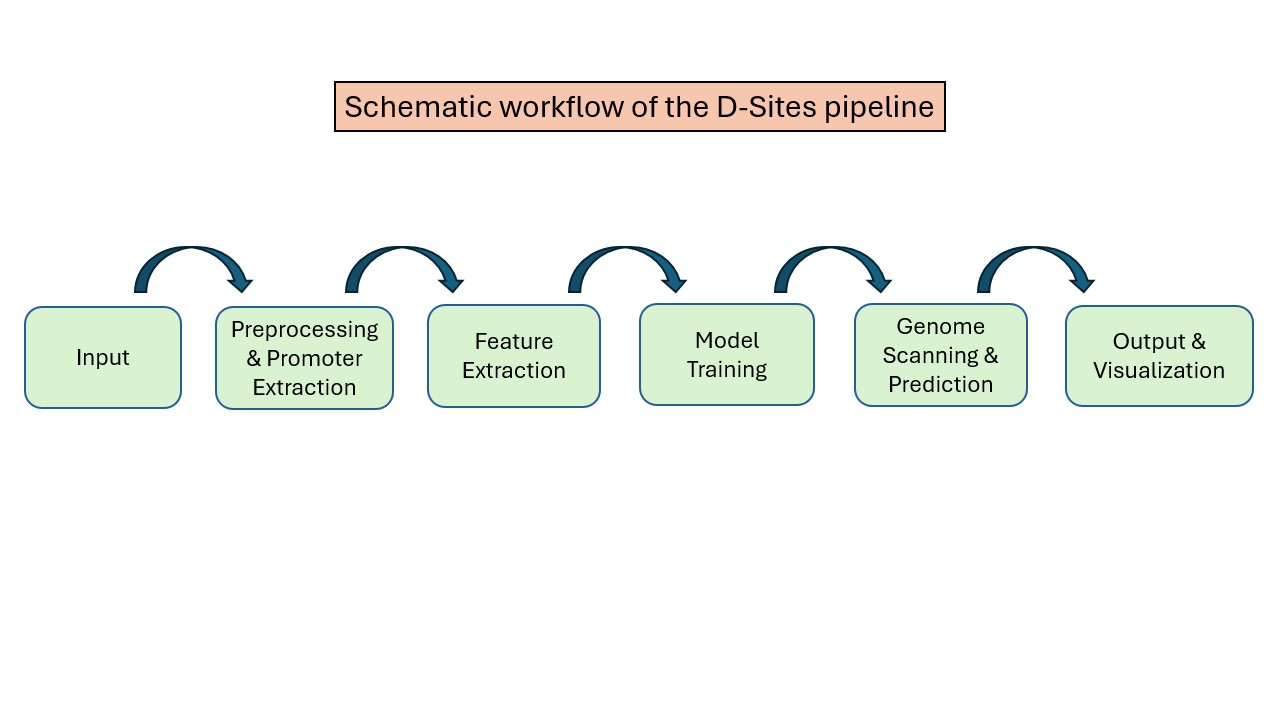 Schematic workflow of the D-Sites pipeline
Input
Preprocessing
& Promoter
Extraction
Feature
Extraction
Model
Training
Genome
Scanning &
Prediction
Output &
Visualization